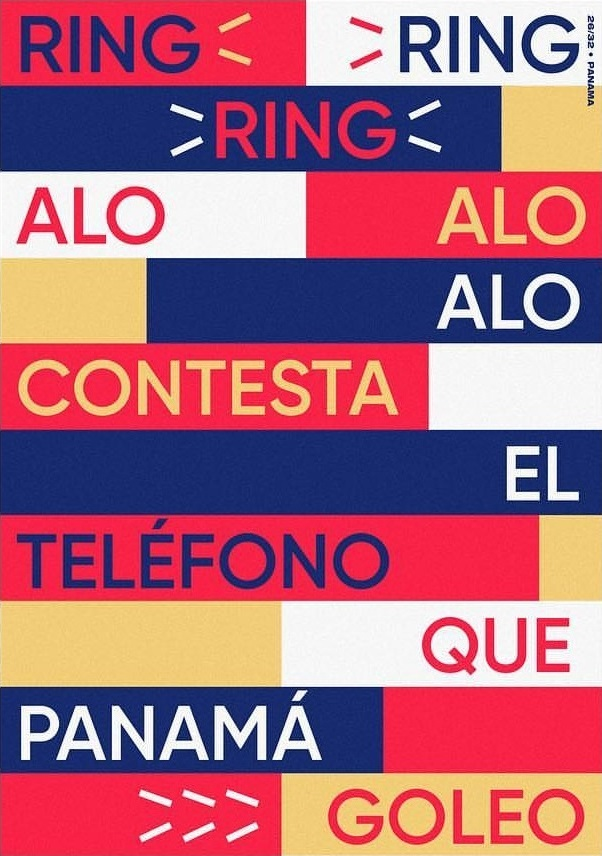 RING RING
26/32 • PANAMA
RING
ALO ALO
ALO
CONTESTA
EL
TELÉFONO
QUE
PANAMÁ
GOLEO